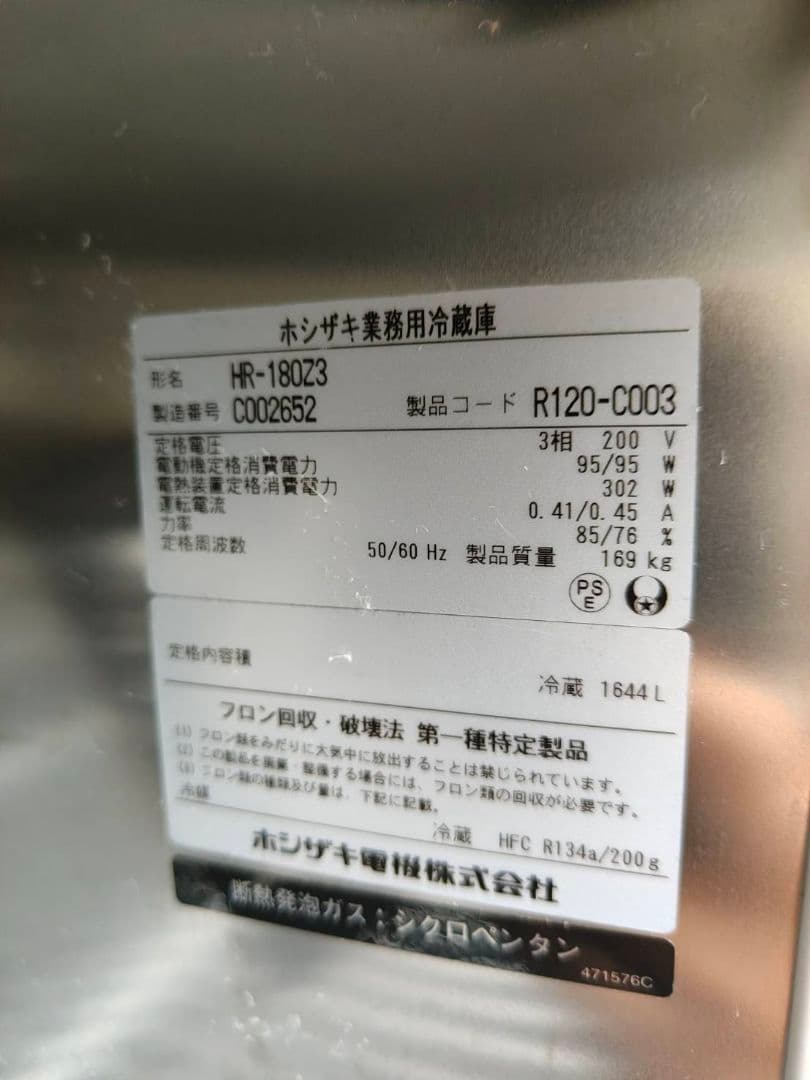 ホシザキ業務用冷蔵庫
形名 HR-180Z3
製造番号 C002652 製品コード R120-C003
定格電圧 3相 200 V
電動機定格消費電力 95/95 W
電熱装置定格消費電力 302 W
運転電流 0.41/0.45 A
力率 85/76 %
定格周波数 50/60 Hz 製品質量 169 kg
PS E
定格内容積
冷蔵 1644 L
フロン回収・破壊法 第一種特定製品
(1) フロン類をみだりに大気中に放出することは禁じられています。
(2) この製品を廃棄・整備する場合には、フロン類の回収が必要です。
(3) フロン類の種類及び量は、下記に記載。
冷媒
冷蔵 HFC R134a/200g
ホシザキ電機株式会社
断熱発泡ガス：シクロペンタン
471576C